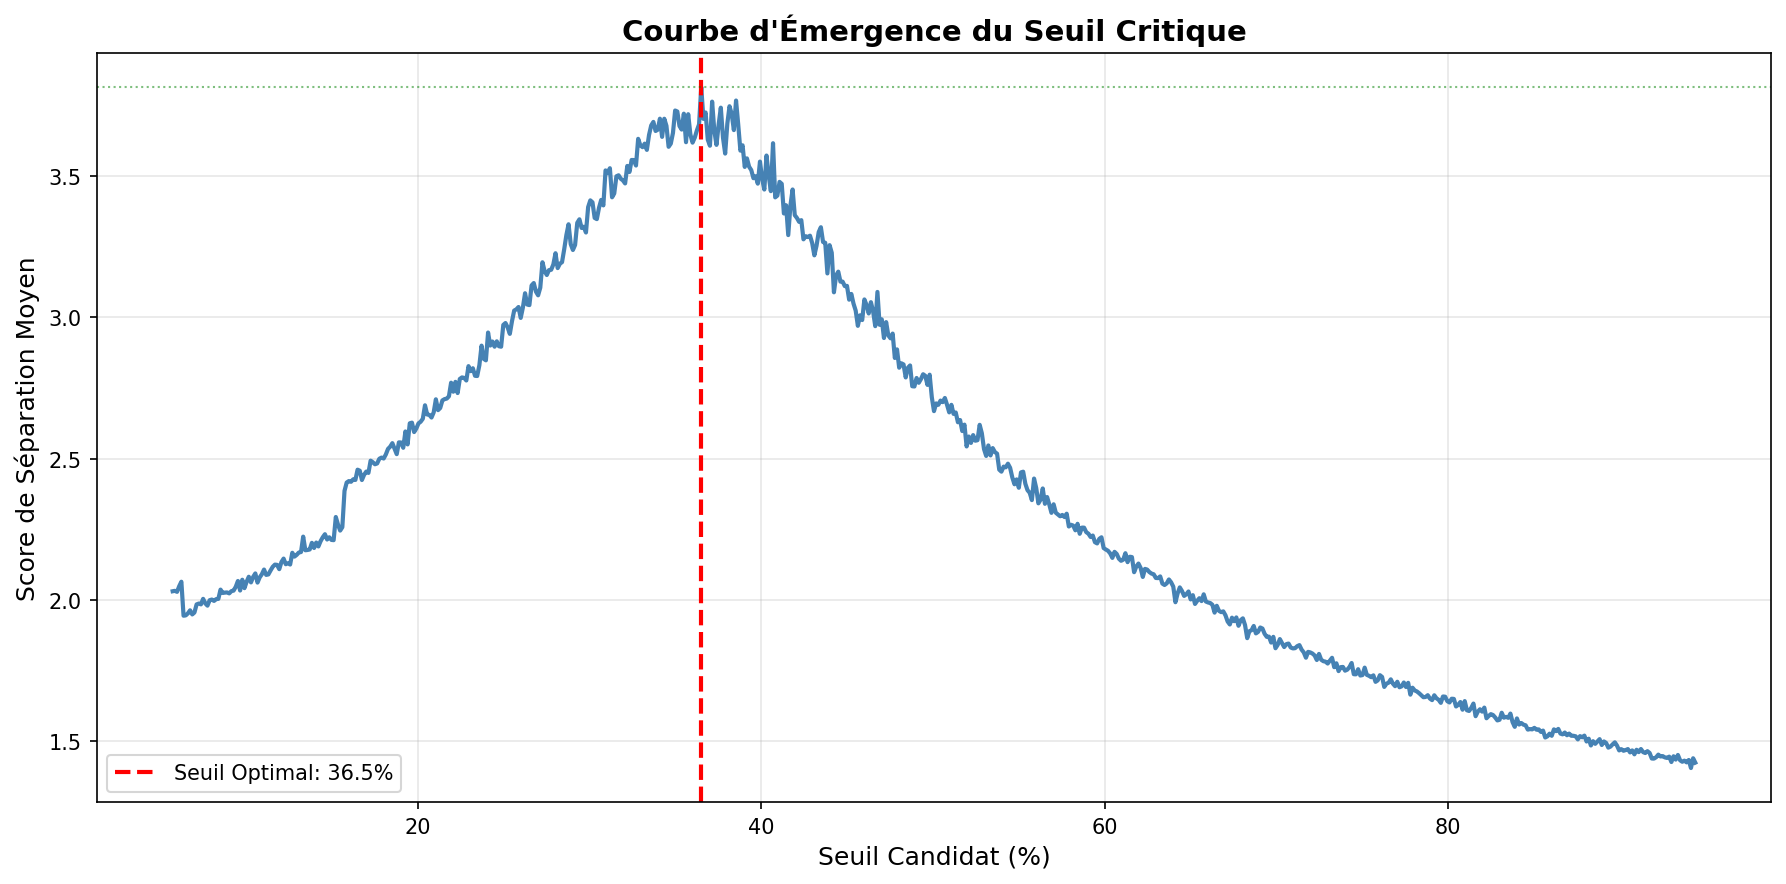 Courbe d'Émergence du Seuil Critique
Score de Séparation Moyen
3.5
3.0
2.5
2.0
1.5
Seuil Optimal: 36.5%
20 40 60 80
Seuil Candidat (%)